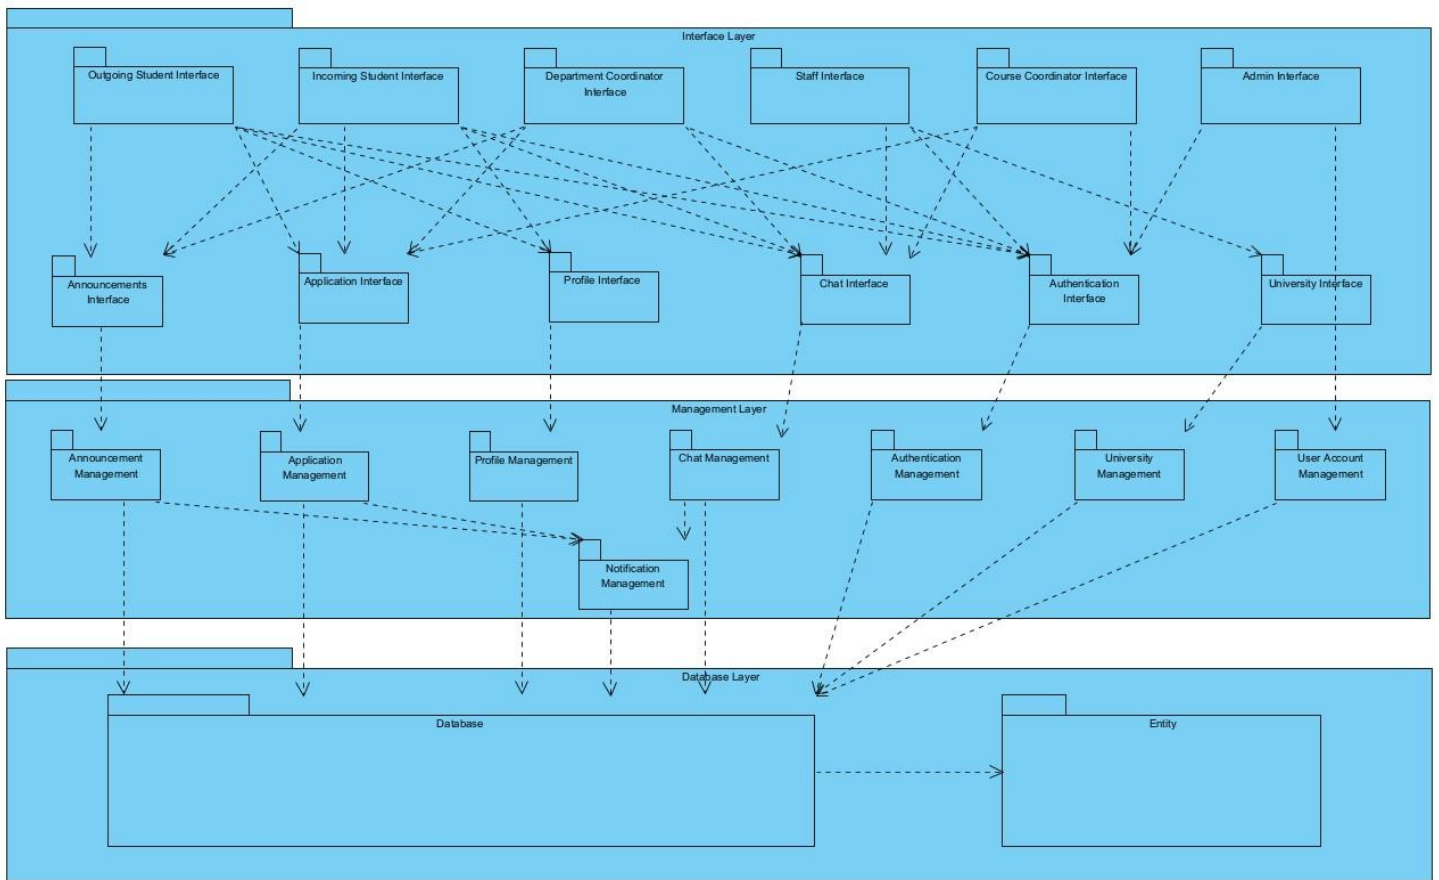 Interface Layer
Outgoing Student Interface
Incoming Student Interface
Department Coordinator
Interface
Staff Interface
Course Coordinator Interface
Admin Interface
Announcements
Interface
Application Interface
Profile Interface
Chat Interface
Authentication
Interface
University Interface
Management Layer
Announcement
Management
Application
Management
Profile Management
Chat Management
Authentication
Management
University
Management
User Account
Management
Notification
Management
Database Layer
Database
Entity